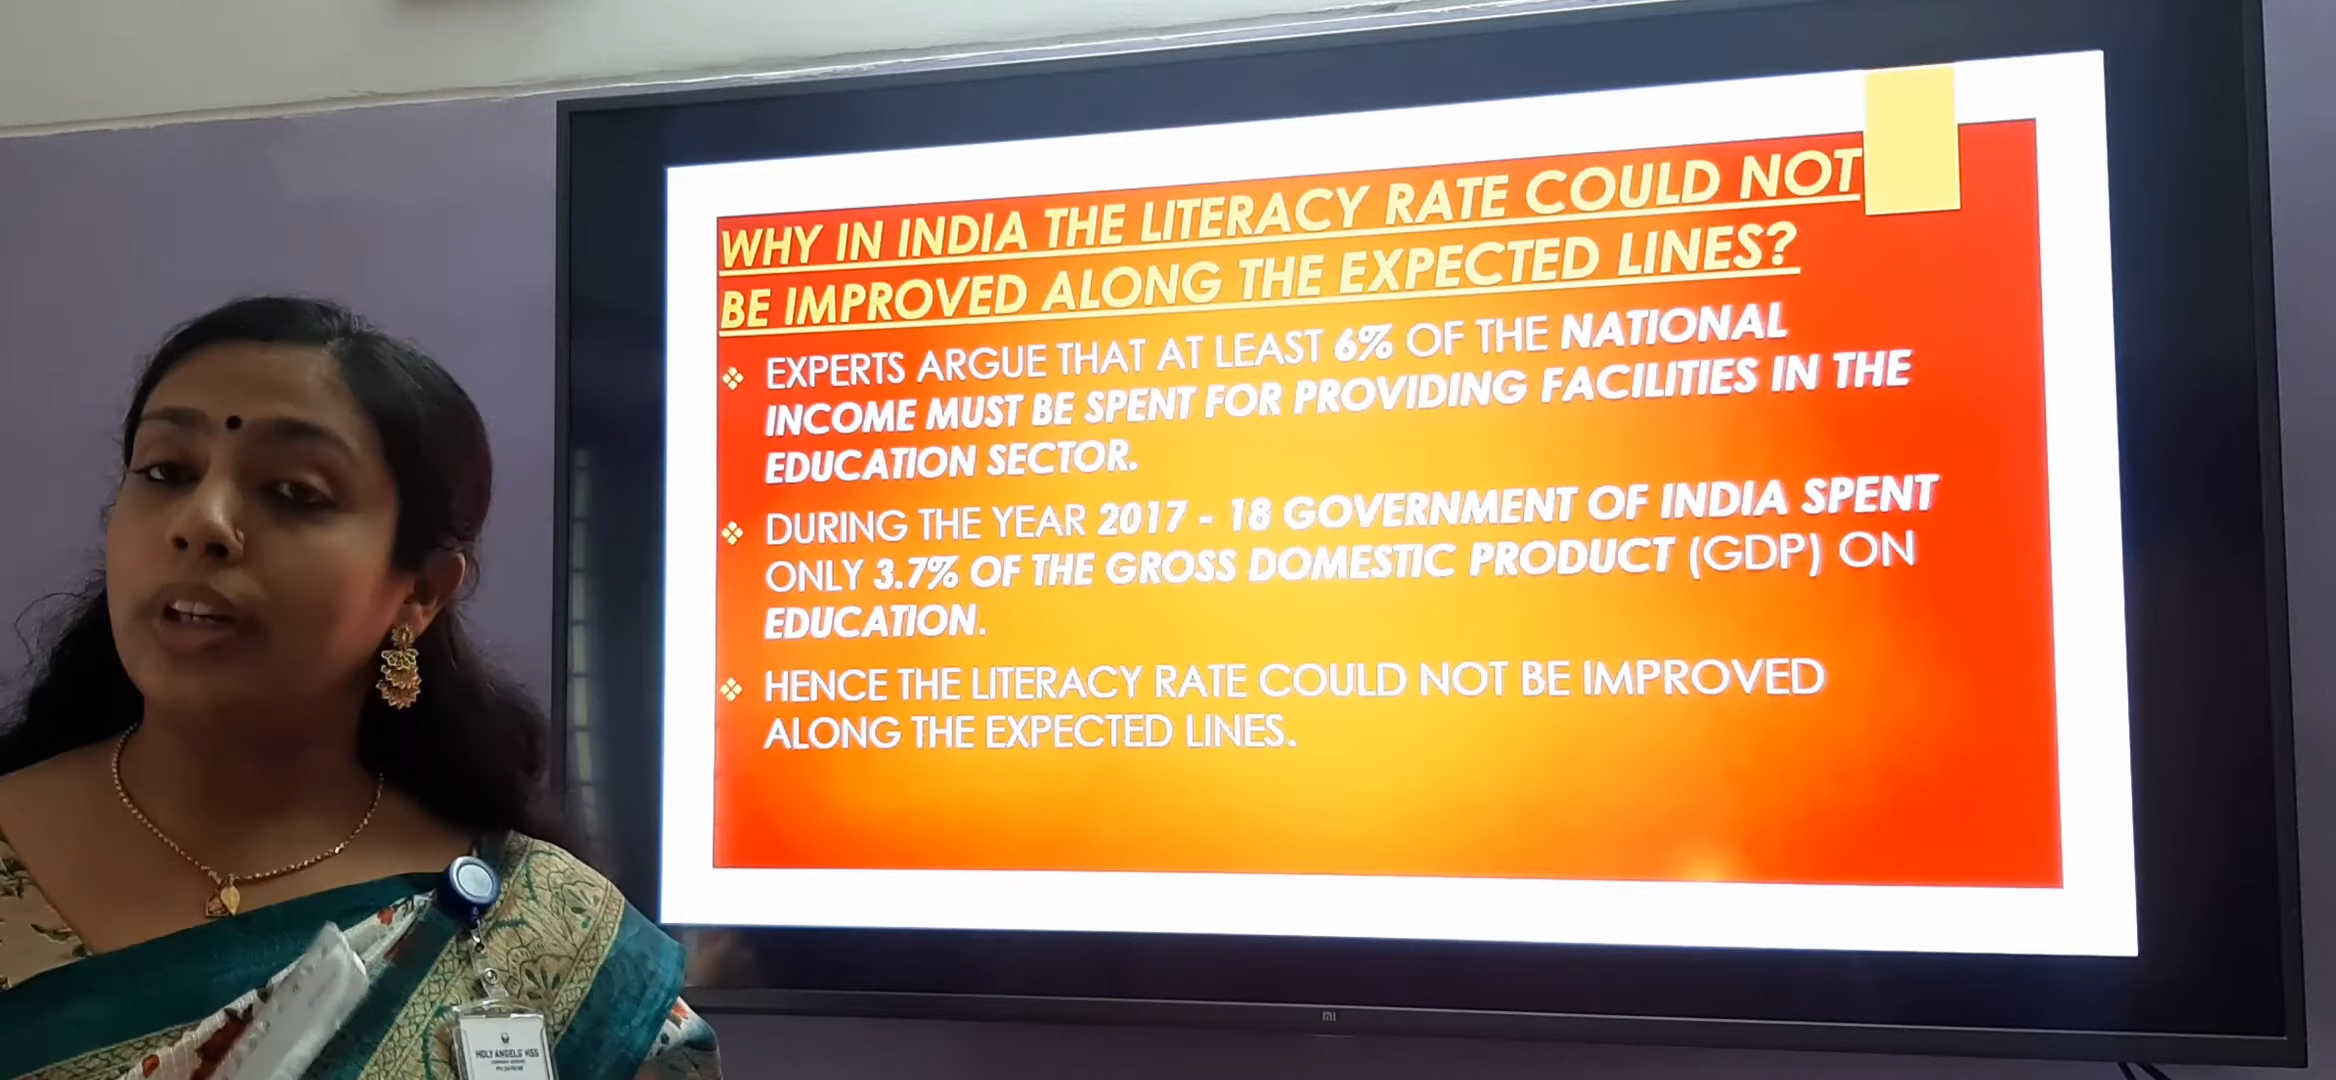 WHY IN INDIA THE LITERACY RATE COULD NOT
BE IMPROVED ALONG THE EXPECTED LINES?
❖ EXPERTS ARGUE THAT AT LEAST 6% OF THE NATIONAL
INCOME MUST BE SPENT FOR PROVIDING FACILITIES IN THE
EDUCATION SECTOR.
❖ DURING THE YEAR 2017 - 18 GOVERNMENT OF INDIA SPENT
ONLY 3.7% OF THE GROSS DOMESTIC PRODUCT (GDP) ON
EDUCATION.
❖ HENCE THE LITERACY RATE COULD NOT BE IMPROVED
ALONG THE EXPECTED LINES.
MI
HOLY ANGELS' HSS